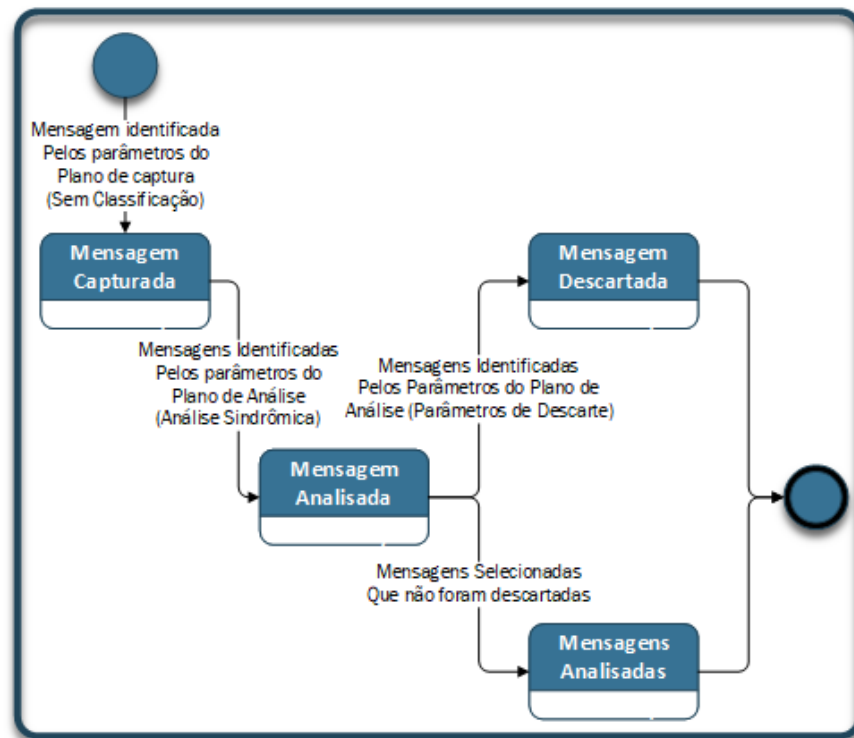 Mensagem identificada
Pelos parâmetros do
Plano de captura
(Sem Classificação)
Mensagem
Capturada
Mensagens Identificadas
Pelos parâmetros do
Plano de Análise
(Análise Sindrômica)
Mensagem
Analisada
Mensagem
Descartada
Mensagens Identificadas
Pelos Parâmetros do Plano de
Análise (Parâmetros de Descarte)
Mensagens Selecionadas
Que não foram descartadas
Mensagens
Analisadas